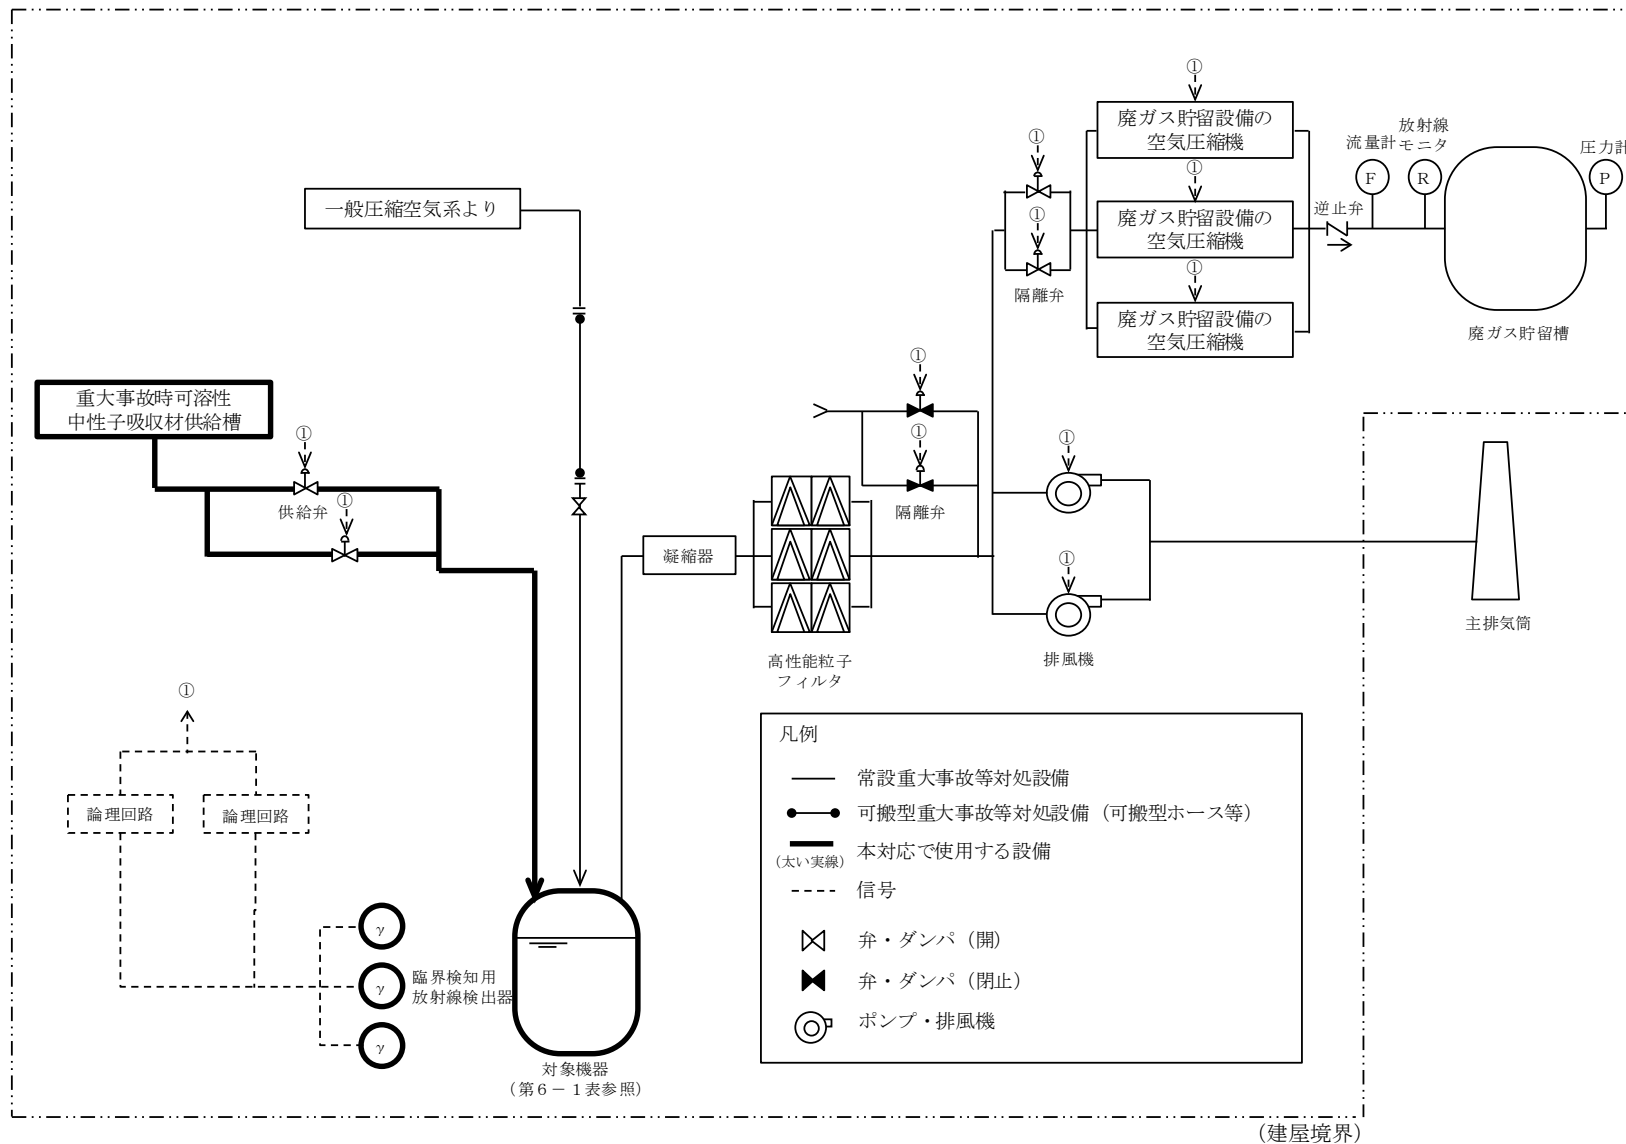 ①
廃ガス貯留設備の
空気圧縮機
①
流量計
放射線
モニタ
圧力計
F
R
P
①
廃ガス貯留設備の
空気圧縮機
逆止弁
一般圧縮空気系より
①
隔離弁
①
廃ガス貯留設備の
空気圧縮機
廃ガス貯留槽
①
①
隔離弁
重大事故時可溶性
中性子吸収材供給槽
①
①
供給弁
凝縮器
高性能粒子
フィルタ
①
①
排風機
主排気筒
①
論理回路
論理回路
γ
γ
γ
臨界検知用
放射線検出器
対象機器
（第6－1表参照）
凡例
常設重大事故等対処設備
可搬型重大事故等対処設備（可搬型ホース等）
(太い実線)
本対応で使用する設備
信号
弁・ダンパ（開）
弁・ダンパ（閉止）
ポンプ・排風機
（建屋境界）